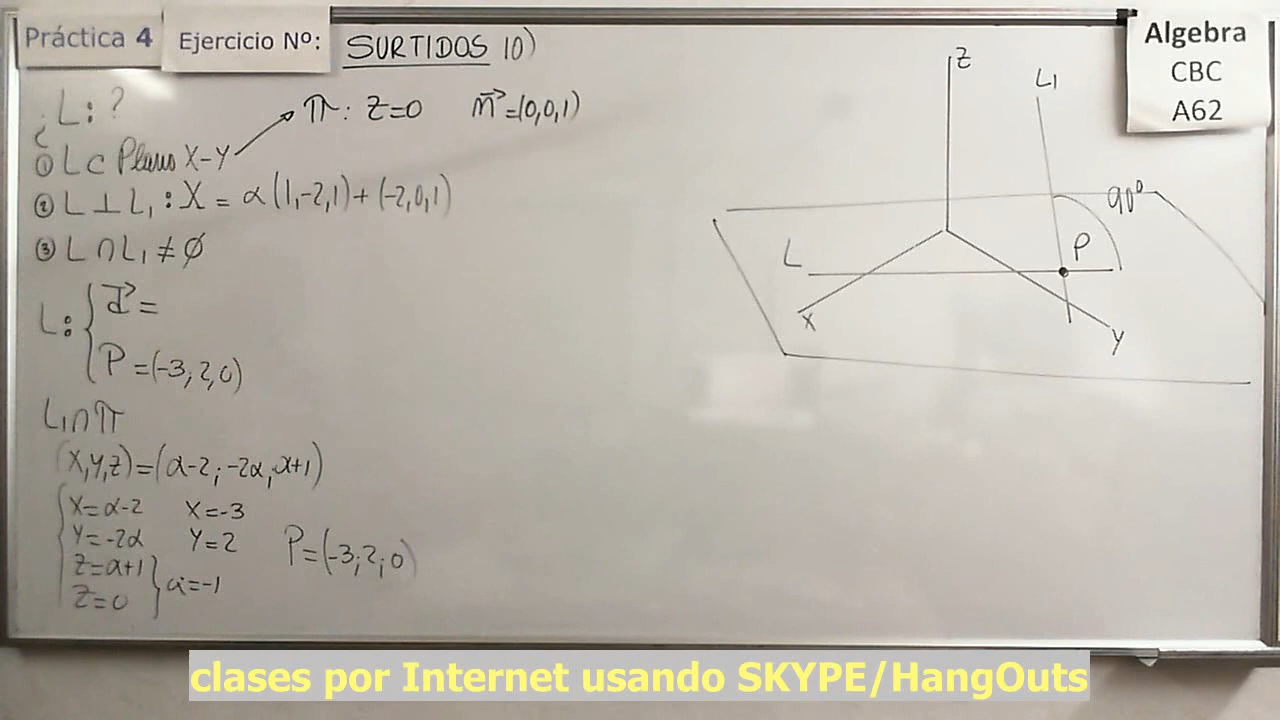 Práctica 4
Ejercicio Nº:
SURTIDOS 10)
Algebra
CBC
A62
¿L:?
π: Z=0 n⃗=(0,0,1)
① L⊂ Plano X-Y
② L⊥L₁: X = α(1,-2,1)+(-2,0,1)
③ L∩L₁≠∅
L: { d⃗=
P=(-3;2,0)
L₁∩π
(X,Y,Z)=(α-2;-2α,α+1)
X=α-2 X=-3
Y=-2α Y=2
Z=α+1
Z=0 } α=-1
P=(-3;2;0)
Z
L1
90°
P
L
X
Y
clases por Internet usando SKYPE/HangOuts